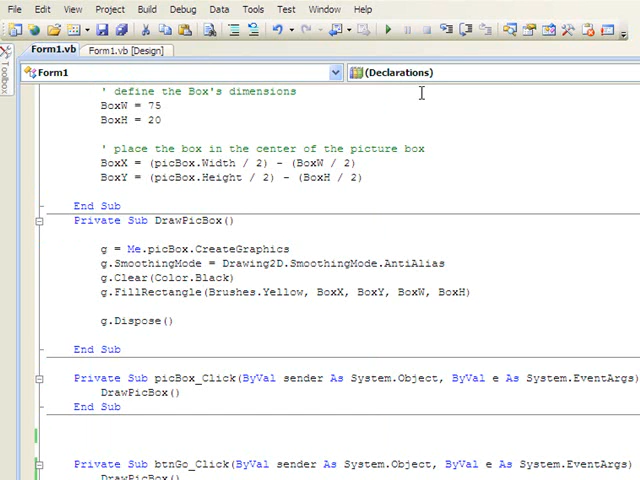 File Edit View Project Build Debug Data Tools Test Window Help
Form1.vb Form1.vb [Design]
Toolbox
Form1 (Declarations)
' define the Box's dimensions
BoxW = 75
BoxH = 20
' place the box in the center of the picture box
BoxX = (picBox.Width / 2) - (BoxW / 2)
BoxY = (picBox.Height / 2) - (BoxH / 2)
End Sub
Private Sub DrawPicBox()
g = Me.picBox.CreateGraphics
g.SmoothingMode = Drawing2D.SmoothingMode.AntiAlias
g.Clear(Color.Black)
g.FillRectangle(Brushes.Yellow, BoxX, BoxY, BoxW, BoxH)
g.Dispose()
End Sub
Private Sub picBox_Click(ByVal sender As System.Object, ByVal e As System.EventArgs)
DrawPicBox()
End Sub
Private Sub btnGo_Click(ByVal sender As System.Object, ByVal e As System.EventArgs)
DrawPicBox()